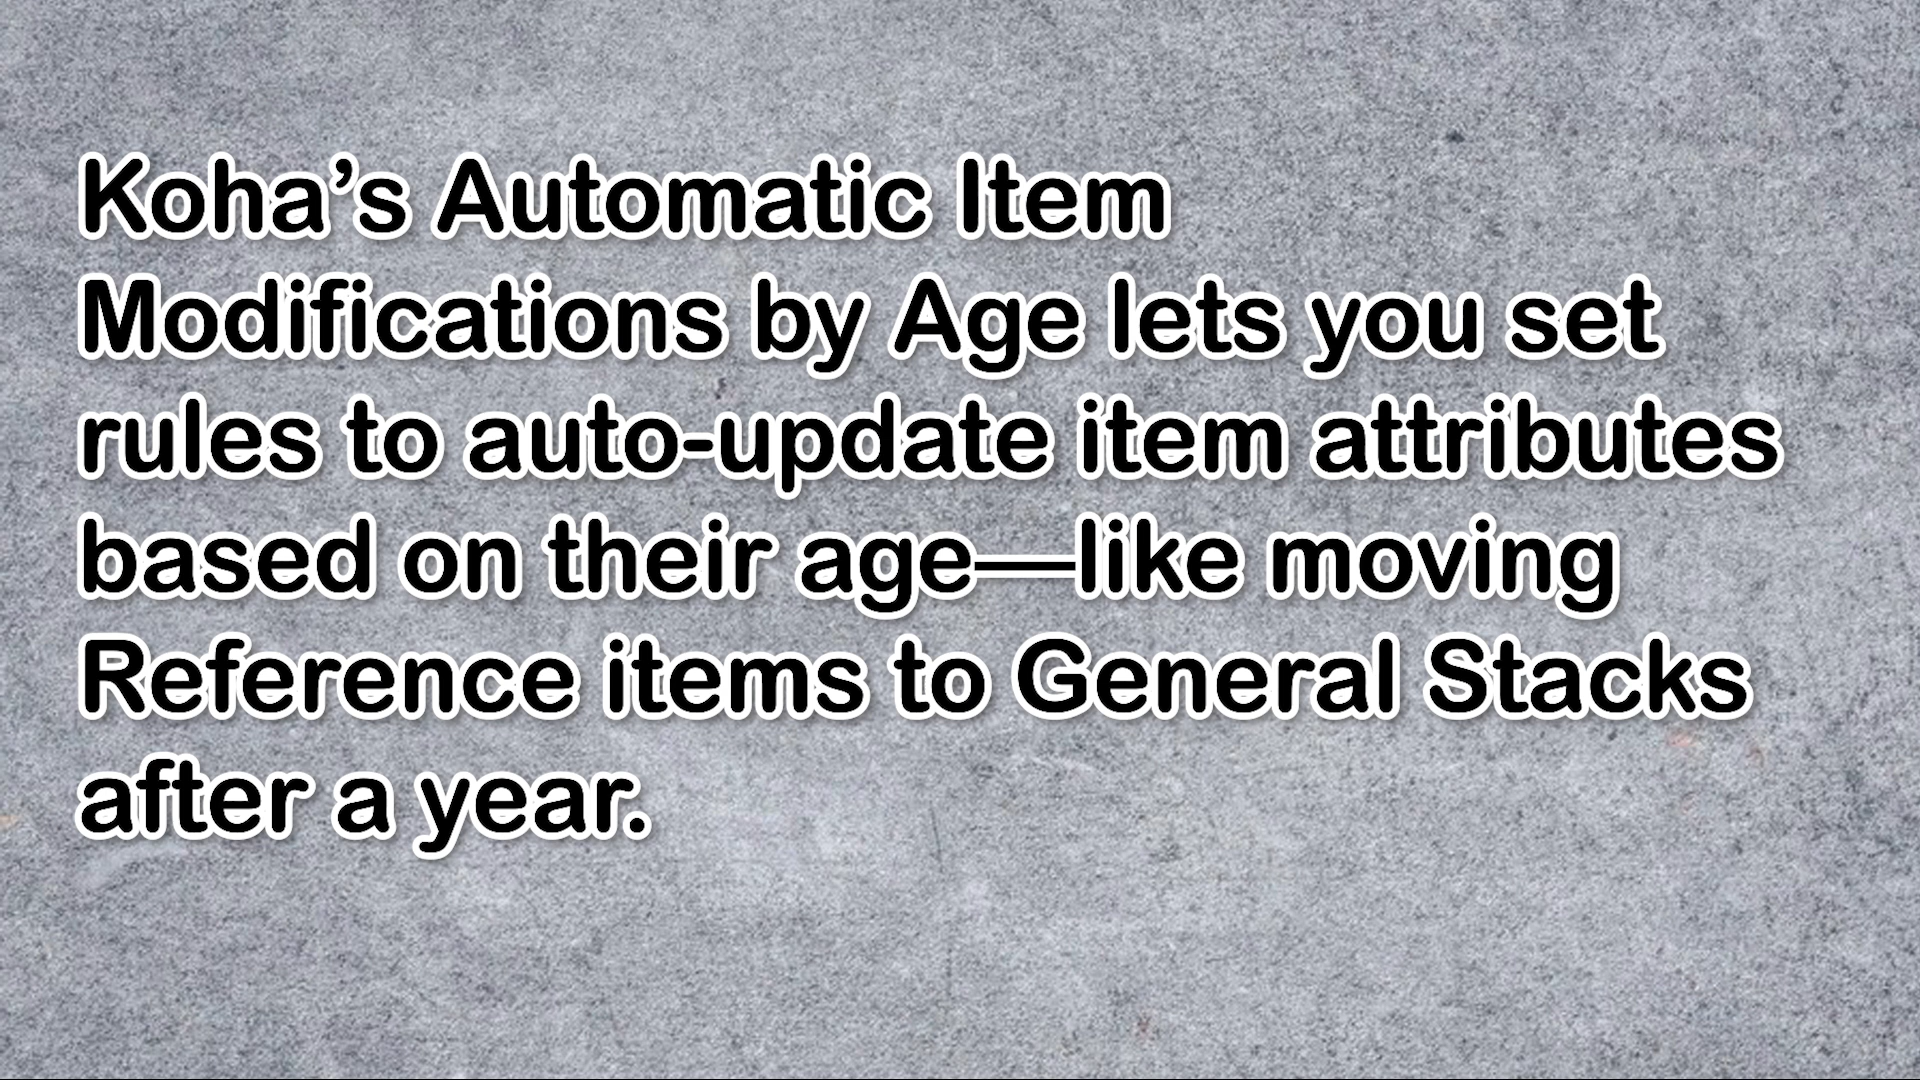 Koha’s Automatic Item
Modifications by Age lets you set
rules to auto-update item attributes
based on their age—like moving
Reference items to General Stacks
after a year.